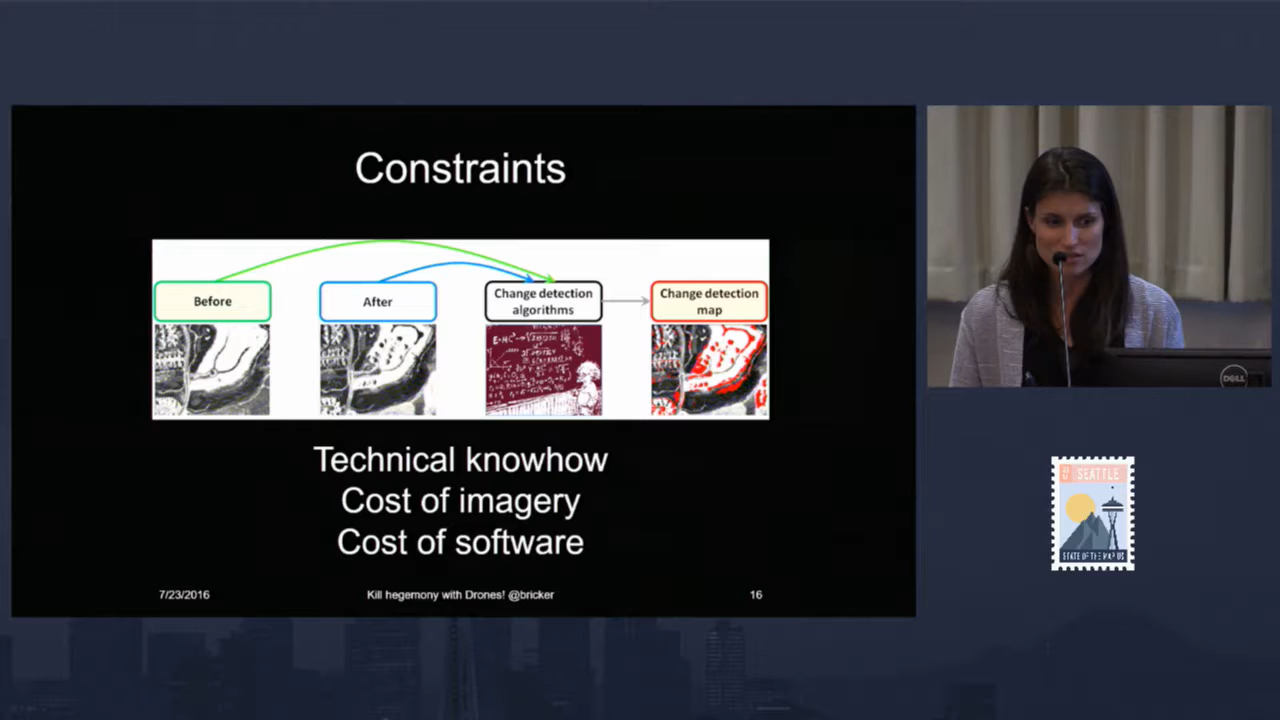 Constraints
Before
After
Change detection
algorithms
Change detection
map
Technical knowhow
Cost of imagery
Cost of software
7/23/2016
Kill hegemony with Drones! @bricker
16
DELL
SEATTLE
STATE OF THE MAP US